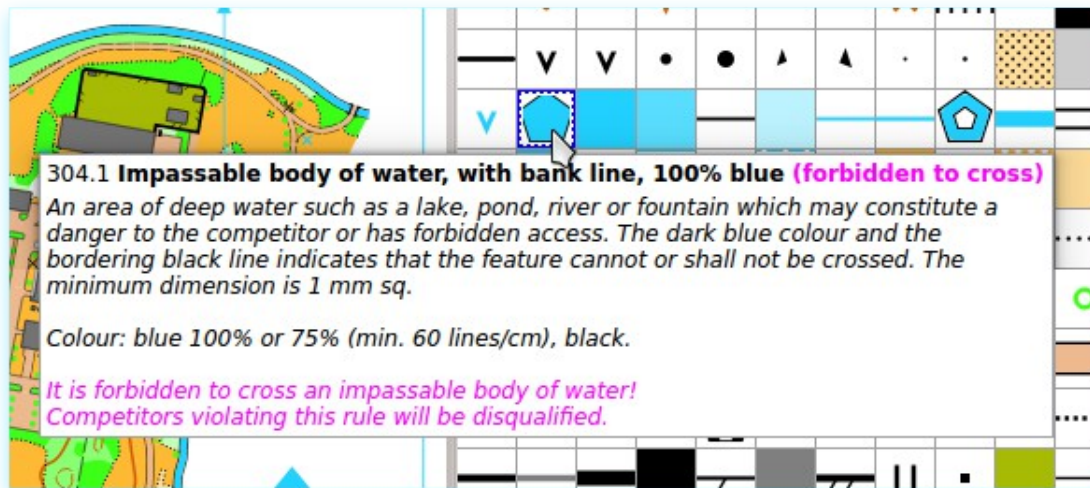 304.1 Impassable body of water, with bank line, 100% blue (forbidden to cross)
An area of deep water such as a lake, pond, river or fountain which may constitute a
danger to the competitor or has forbidden access. The dark blue colour and the
bordering black line indicates that the feature cannot or shall not be crossed. The
minimum dimension is 1 mm sq.
Colour: blue 100% or 75% (min. 60 lines/cm), black.
It is forbidden to cross an impassable body of water!
Competitors violating this rule will be disqualified.